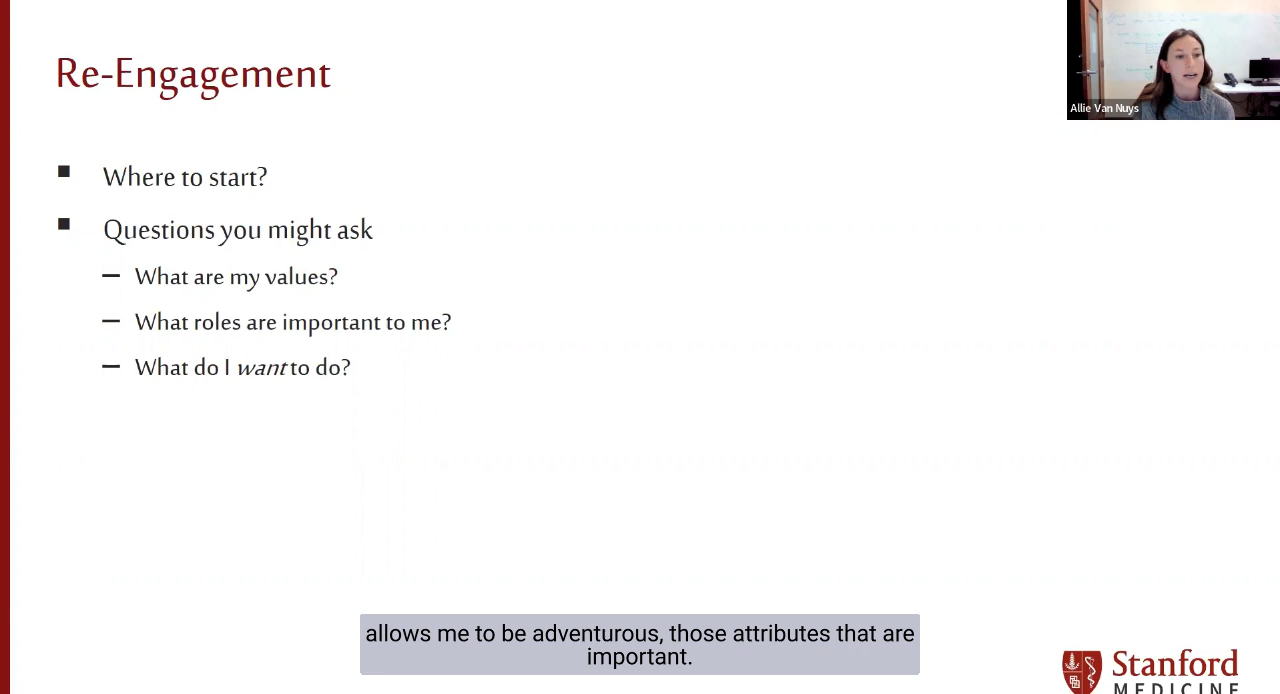 Re-Engagement
Allie Van Nuys
Where to start?
Questions you might ask
What are my values?
What roles are important to me?
What do I want to do?
allows me to be adventurous, those attributes that are
important.
Stanford
MEDICINE